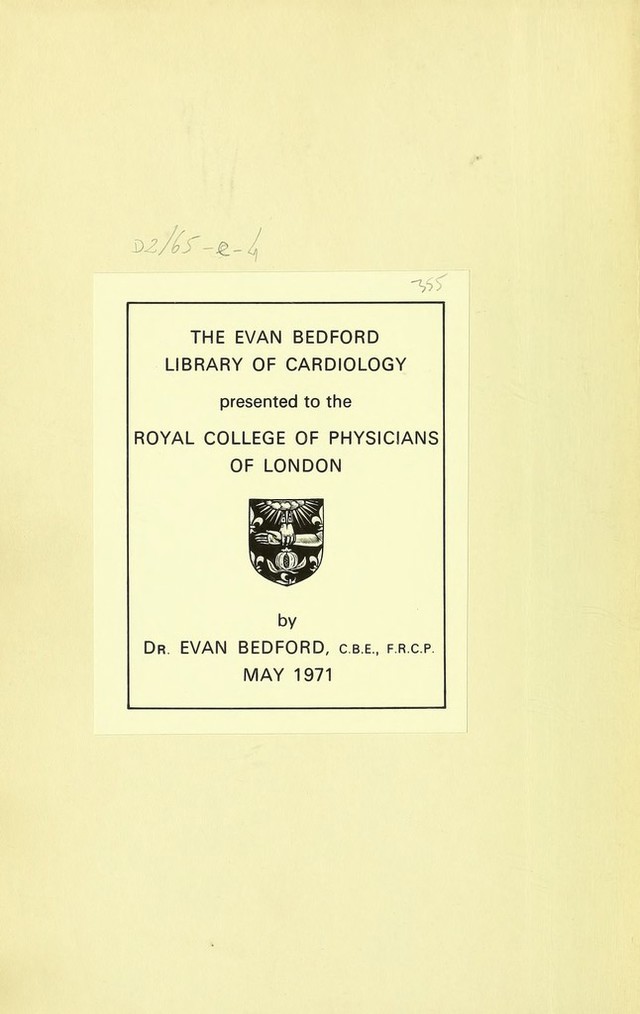 D2/65-e-4
355
THE EVAN BEDFORD
LIBRARY OF CARDIOLOGY
presented to the
ROYAL COLLEGE OF PHYSICIANS
OF LONDON
by
DR. EVAN BEDFORD, C.B.E., F.R.C.P.
MAY 1971